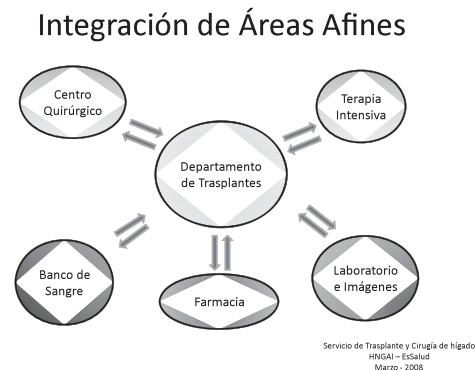 Integración de Áreas Afines
Centro
Quirúrgico
Terapia
Intensiva
Departamento
de Trasplantes
Banco de
Sangre
Farmacia
Laboratorio
e Imágenes
Servicio de Trasplante y Cirugía de hígado
HNGAI – EsSalud
Marzo - 2008